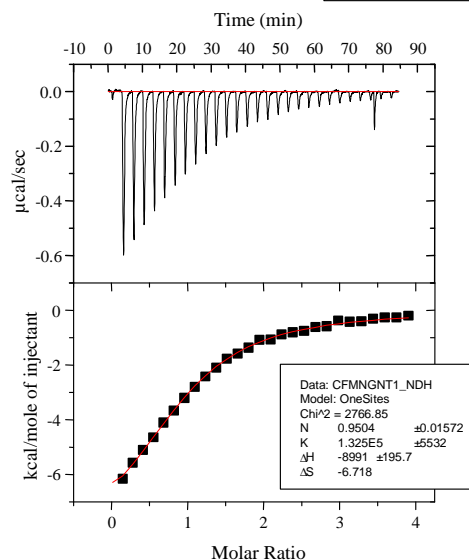 Time (min)
-10 0 10 20 30 40 50 60 70 80 90
0.0
-0.2
-0.4
-0.6
µcal/sec
0
-2
-4
-6
kcal/mole of injectant
Data: CFMNGNT1_NDH
Model: OneSites
Chi^2 = 2766.85
N 0.9504 ±0.01572
K 1.325E5 ±5532
ΔH -8991 ±195.7
ΔS -6.718
0 1 2 3 4
Molar Ratio